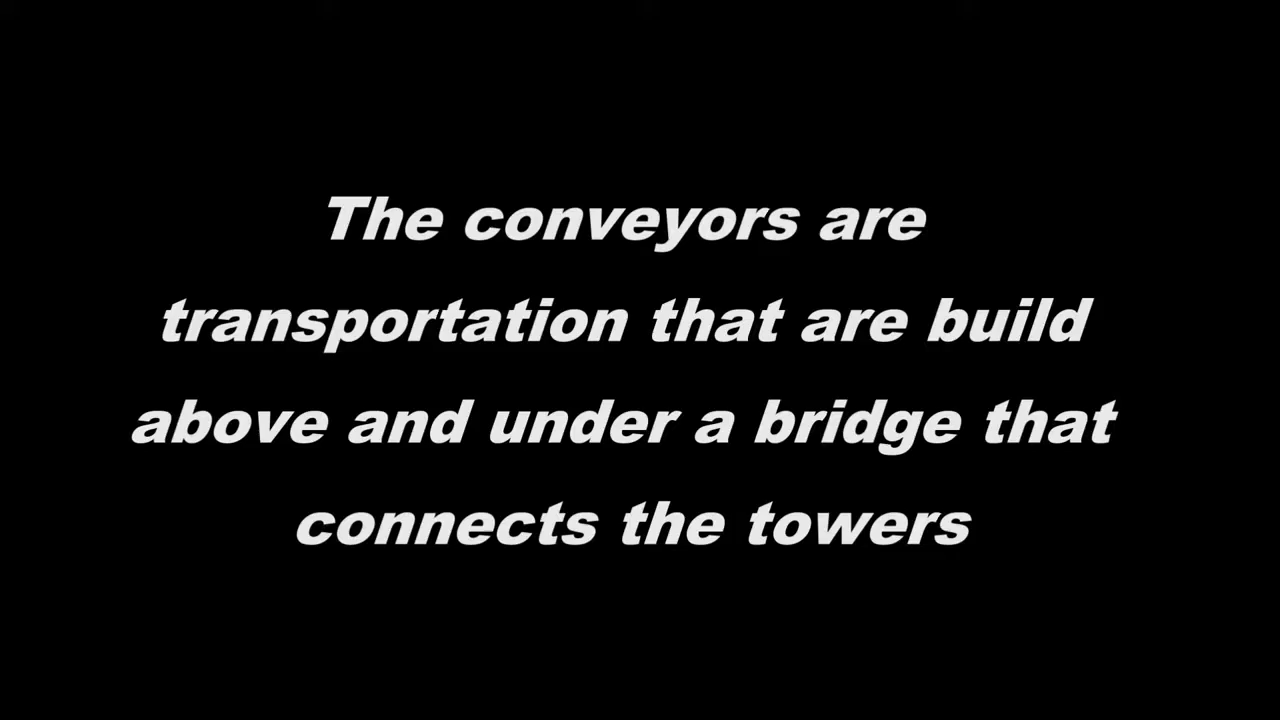 The conveyors are
transportation that are build
above and under a bridge that
connects the towers